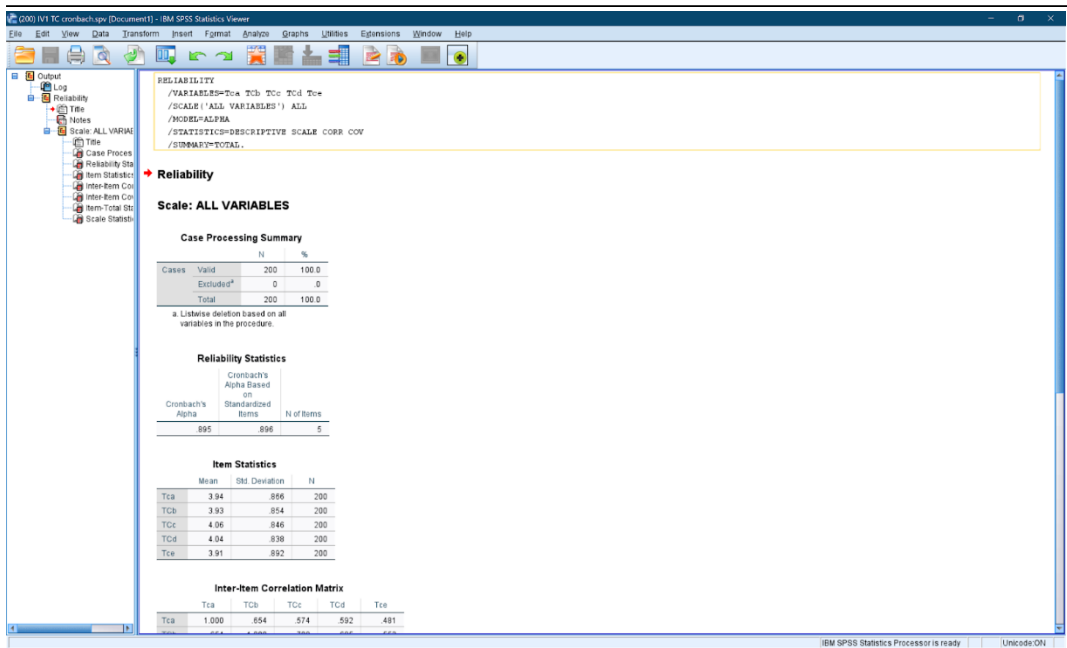 (200) IV1 TC cronbach.spv [Document1] - IBM SPSS Statistics Viewer
File Edit View Data Transform Insert Format Analyze Graphs Utilities Extensions Window Help
Output
Log
Reliability
Title
Notes
Scale: ALL VARIAB
Title
Case Proces
Reliability Sta
Item Statistics
Inter-Item Cor
Inter-Item Cov
Item-Total Sta
Scale Statisti
RELIABILITY
/VARIABLES=Tca TCb TCc TCd Tce
/SCALE('ALL VARIABLES') ALL
/MODEL=ALPHA
/STATISTICS=DESCRIPTIVE SCALE CORR COV
/SUMMARY=TOTAL.
Reliability
Scale: ALL VARIABLES
Case Processing Summary
N %
Cases Valid 200 100.0
Excludedᵃ 0 .0
Total 200 100.0
a. Listwise deletion based on all
variables in the procedure.
Reliability Statistics
Cronbach's
Alpha
Cronbach's
Alpha Based
on
Standardized
Items
N of Items
.895 .896 5
Item Statistics
Mean Std. Deviation N
Tca 3.94 .866 200
TCb 3.93 .854 200
TCc 4.06 .846 200
TCd 4.04 .838 200
Tce 3.91 .892 200
Inter-Item Correlation Matrix
Tca TCb TCc TCd Tce
Tca 1.000 .654 .574 .592 .481
IBM SPSS Statistics Processor is ready Unicode:ON